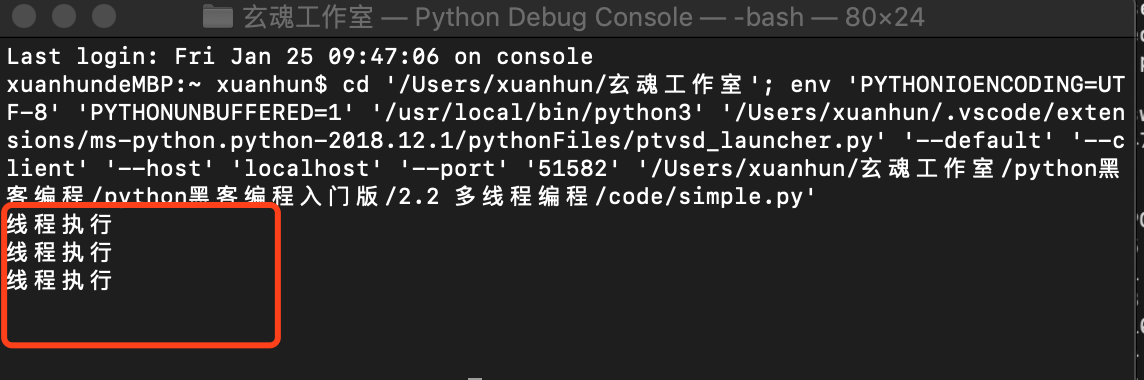 玄魂工作室 — Python Debug Console — -bash — 80×24
Last login: Fri Jan 25 09:47:06 on console
xuanhundeMBP:~ xuanhun$ cd '/Users/xuanhun/玄魂工作室'; env 'PYTHONIOENCODING=UT
F-8' 'PYTHONUNBUFFERED=1' '/usr/local/bin/python3' '/Users/xuanhun/.vscode/exten
sions/ms-python.python-2018.12.1/pythonFiles/ptvsd_launcher.py' '--default' '--c
lient' '--host' 'localhost' '--port' '51582' '/Users/xuanhun/玄魂工作室/python黑
客编程/python黑客编程入门版/2.2 多线程编程/code/simple.py'
线程执行
线程执行
线程执行